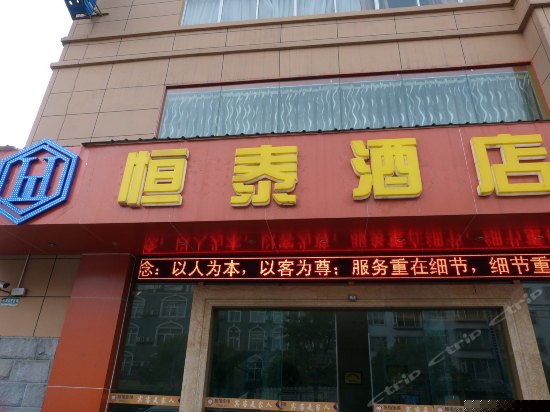 恒泰酒店
念：以人为本，以客为尊；服务重在细节，细节重
ctrip ctrip ctrip